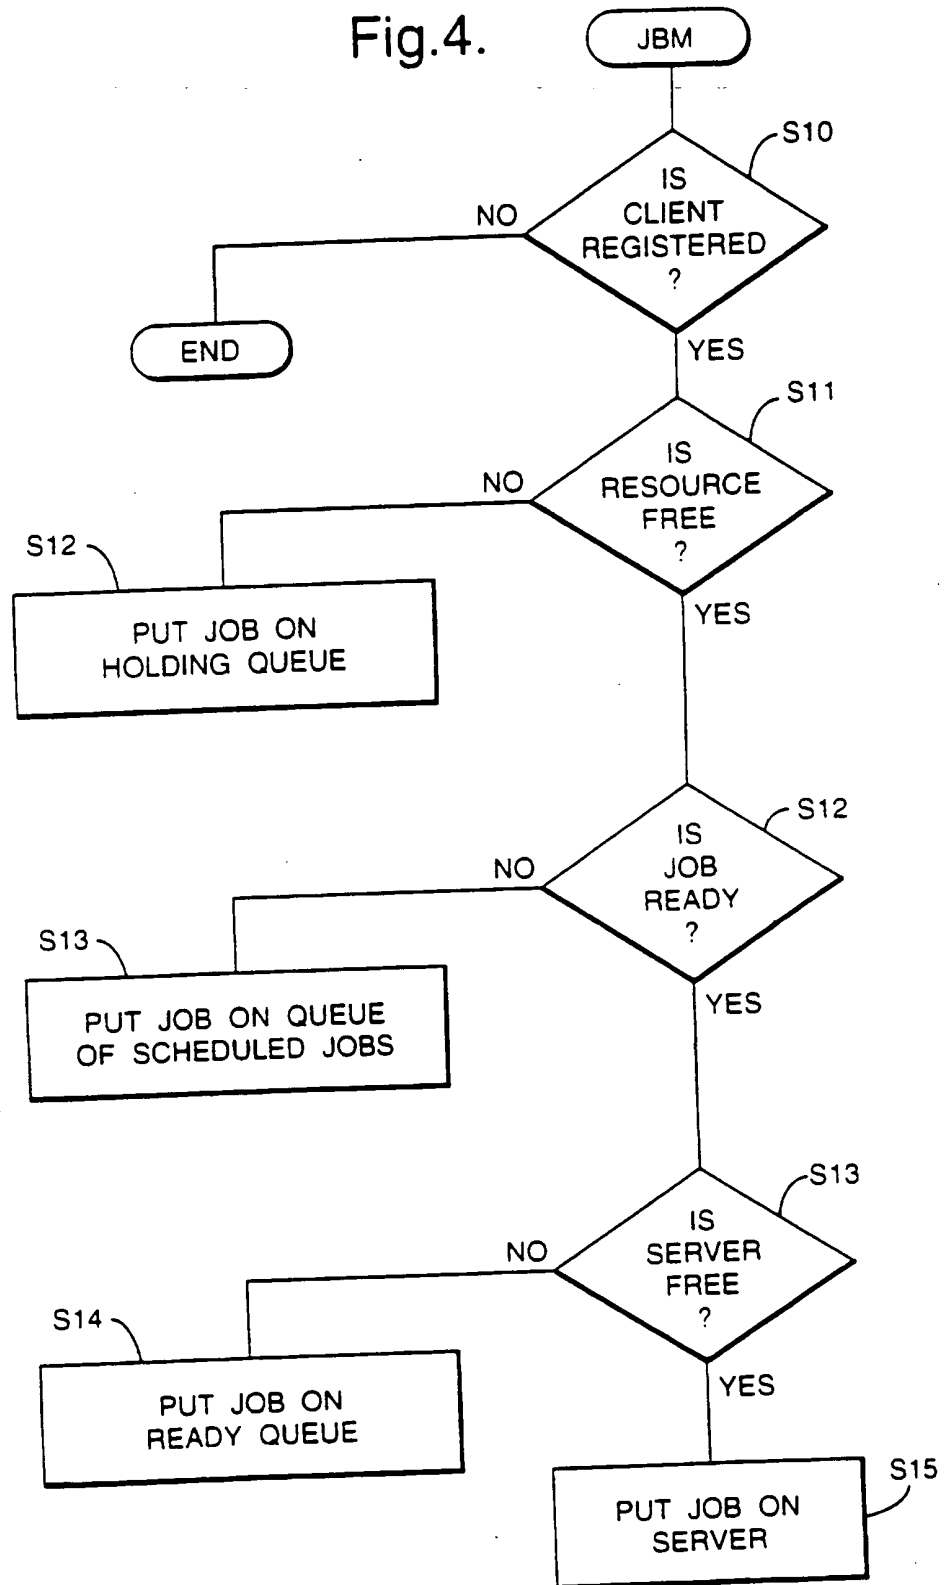 Fig.4.
JBM
S10
IS
CLIENT
REGISTERED
?
NO
YES
END
S11
IS
RESOURCE
FREE
?
NO
YES
S12
PUT JOB ON
HOLDING QUEUE
S12
IS
JOB
READY
?
NO
YES
S13
PUT JOB ON QUEUE
OF SCHEDULED JOBS
S13
IS
SERVER
FREE
?
NO
YES
S14
PUT JOB ON
READY QUEUE
S15
PUT JOB ON
SERVER